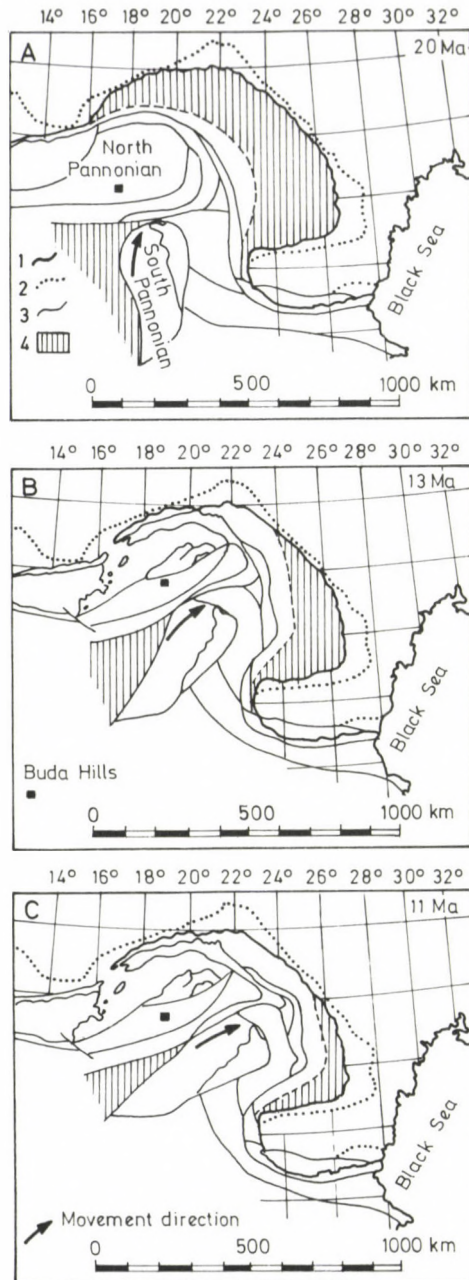 14° 16° 18° 20° 22° 24° 26° 28° 30° 32°
A
20 Ma
North
Pannonian
South
Pannonian
1
2
3
4
Black Sea
0 500 1000 km
14° 16° 18° 20° 22° 24° 26° 28° 30° 32°
B
13 Ma
Black Sea
Buda Hills
0 500 1000 km
14° 16° 18° 20° 22° 24° 26° 28° 30° 32°
C
11 Ma
Black Sea
Movement direction
0 500 1000 km